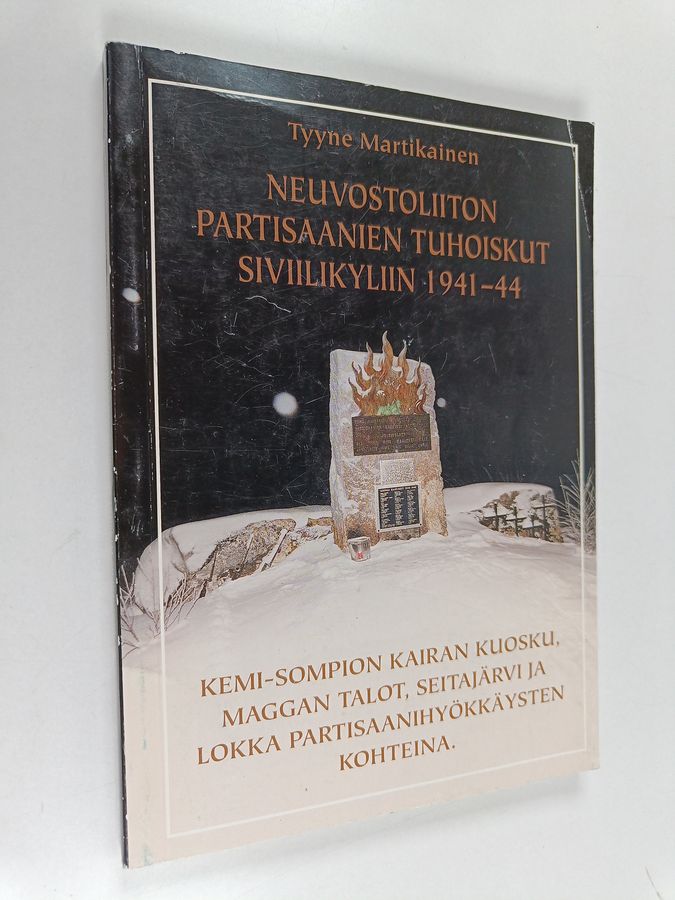 Tyyne Martikainen
NEUVOSTOLIITON
PARTISAANIEN TUHOISKUT
SIVIILIKYLIIN 1941–44
KEMI-SOMPION KAIRAN KUOSKU,
MAGGAN TALOT, SEITAJÄRVI JA
LOKKA PARTISAANIHYÖKKÄYSTEN
KOHTEINA.